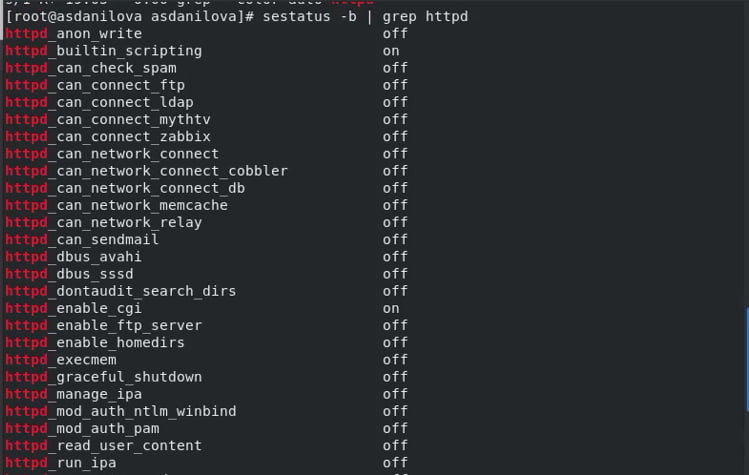 [root@asdanilova asdanilova]# sestatus -b | grep httpd
httpd_anon_write off
httpd_builtin_scripting on
httpd_can_check_spam off
httpd_can_connect_ftp off
httpd_can_connect_ldap off
httpd_can_connect_mythtv off
httpd_can_connect_zabbix off
httpd_can_network_connect off
httpd_can_network_connect_cobbler off
httpd_can_network_connect_db off
httpd_can_network_memcache off
httpd_can_network_relay off
httpd_can_sendmail off
httpd_dbus_avahi off
httpd_dbus_sssd off
httpd_dontaudit_search_dirs off
httpd_enable_cgi on
httpd_enable_ftp_server off
httpd_enable_homedirs off
httpd_execmem off
httpd_graceful_shutdown off
httpd_manage_ipa off
httpd_mod_auth_ntlm_winbind off
httpd_mod_auth_pam off
httpd_read_user_content off
httpd_run_ipa off